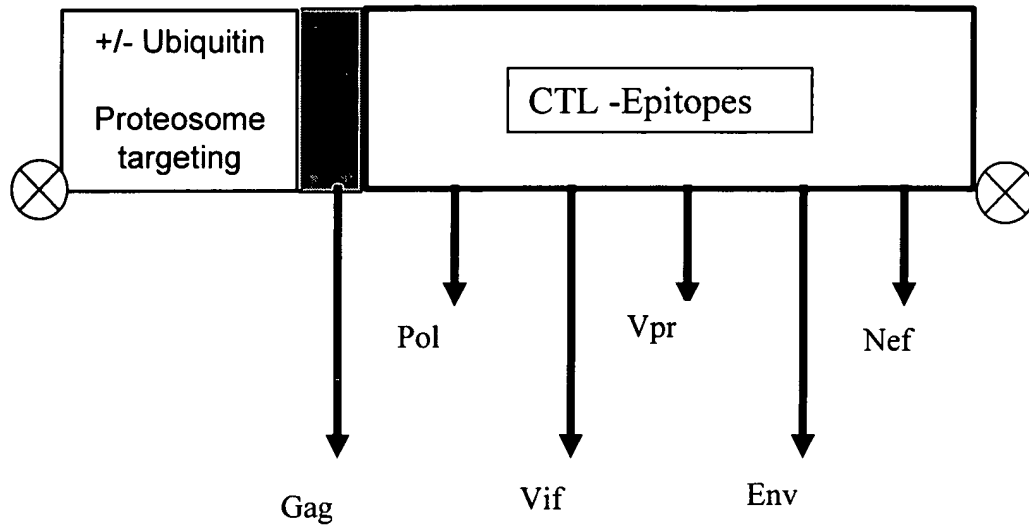 +/- Ubiquitin
Proteosome
targeting
CTL -Epitopes
Pol
Vpr
Nef
Gag
Vif
Env